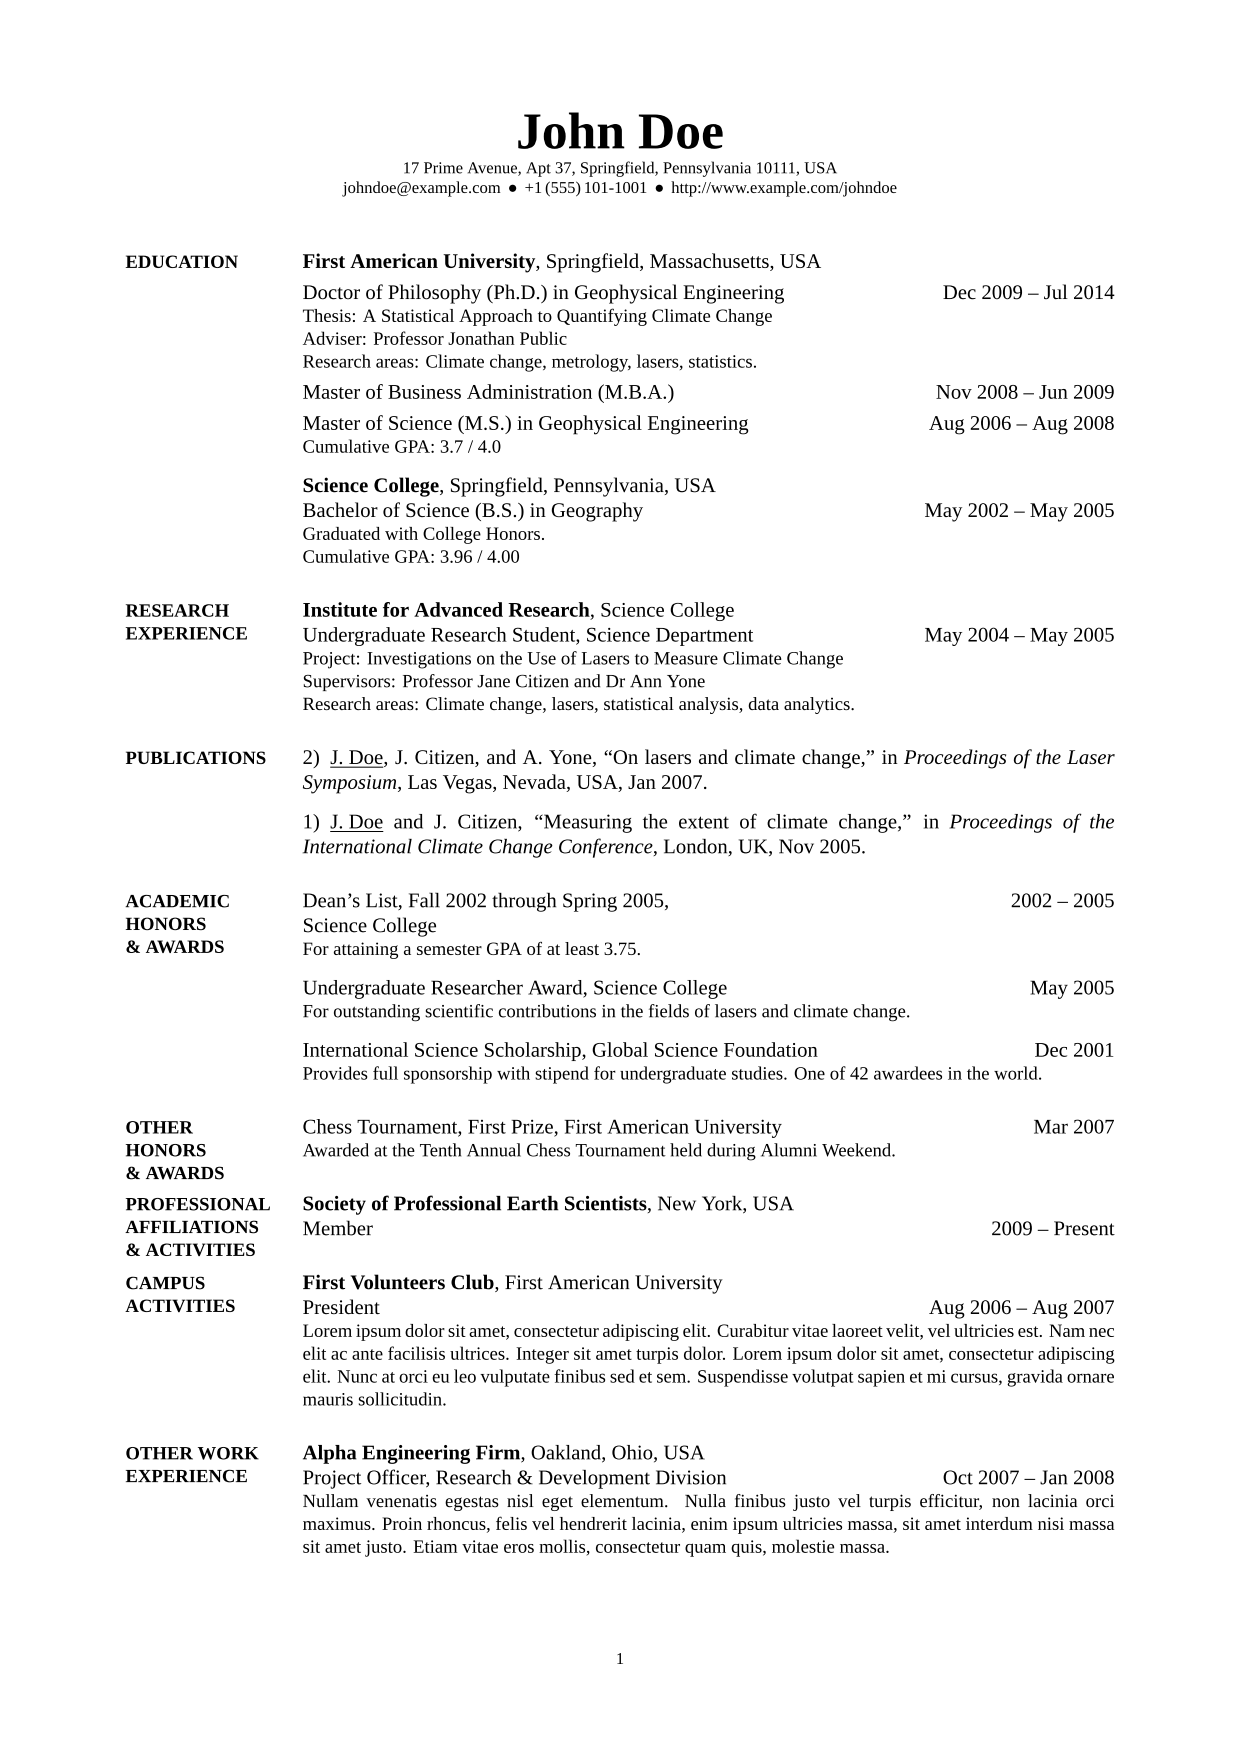 John Doe
17 Prime Avenue, Apt 37, Springfield, Pennsylvania 10111, USA
johndoe@example.com ● +1 (555) 101-1001 ● http://www.example.com/johndoe
EDUCATION
First American University, Springfield, Massachusetts, USA
Doctor of Philosophy (Ph.D.) in Geophysical Engineering Dec 2009 – Jul 2014
Thesis: A Statistical Approach to Quantifying Climate Change
Adviser: Professor Jonathan Public
Research areas: Climate change, metrology, lasers, statistics.
Master of Business Administration (M.B.A.) Nov 2008 – Jun 2009
Master of Science (M.S.) in Geophysical Engineering Aug 2006 – Aug 2008
Cumulative GPA: 3.7 / 4.0
Science College, Springfield, Pennsylvania, USA
Bachelor of Science (B.S.) in Geography May 2002 – May 2005
Graduated with College Honors.
Cumulative GPA: 3.96 / 4.00
RESEARCH
EXPERIENCE
Institute for Advanced Research, Science College
Undergraduate Research Student, Science Department May 2004 – May 2005
Project: Investigations on the Use of Lasers to Measure Climate Change
Supervisors: Professor Jane Citizen and Dr Ann Yone
Research areas: Climate change, lasers, statistical analysis, data analytics.
PUBLICATIONS
2) J. Doe, J. Citizen, and A. Yone, “On lasers and climate change,” in Proceedings of the Laser
Symposium, Las Vegas, Nevada, USA, Jan 2007.
1) J. Doe and J. Citizen, “Measuring the extent of climate change,” in Proceedings of the
International Climate Change Conference, London, UK, Nov 2005.
ACADEMIC
HONORS
& AWARDS
Dean’s List, Fall 2002 through Spring 2005, 2002 – 2005
Science College
For attaining a semester GPA of at least 3.75.
Undergraduate Researcher Award, Science College May 2005
For outstanding scientific contributions in the fields of lasers and climate change.
International Science Scholarship, Global Science Foundation Dec 2001
Provides full sponsorship with stipend for undergraduate studies. One of 42 awardees in the world.
OTHER
HONORS
& AWARDS
Chess Tournament, First Prize, First American University Mar 2007
Awarded at the Tenth Annual Chess Tournament held during Alumni Weekend.
PROFESSIONAL
AFFILIATIONS
& ACTIVITIES
Society of Professional Earth Scientists, New York, USA
Member 2009 – Present
CAMPUS
ACTIVITIES
First Volunteers Club, First American University
President Aug 2006 – Aug 2007
Lorem ipsum dolor sit amet, consectetur adipiscing elit. Curabitur vitae laoreet velit, vel ultricies est. Nam nec
elit ac ante facilisis ultrices. Integer sit amet turpis dolor. Lorem ipsum dolor sit amet, consectetur adipiscing
elit. Nunc at orci eu leo vulputate finibus sed et sem. Suspendisse volutpat sapien et mi cursus, gravida ornare
mauris sollicitudin.
OTHER WORK
EXPERIENCE
Alpha Engineering Firm, Oakland, Ohio, USA
Project Officer, Research & Development Division Oct 2007 – Jan 2008
Nullam venenatis egestas nisl eget elementum. Nulla finibus justo vel turpis efficitur, non lacinia orci
maximus. Proin rhoncus, felis vel hendrerit lacinia, enim ipsum ultricies massa, sit amet interdum nisi massa
sit amet justo. Etiam vitae eros mollis, consectetur quam quis, molestie massa.
1